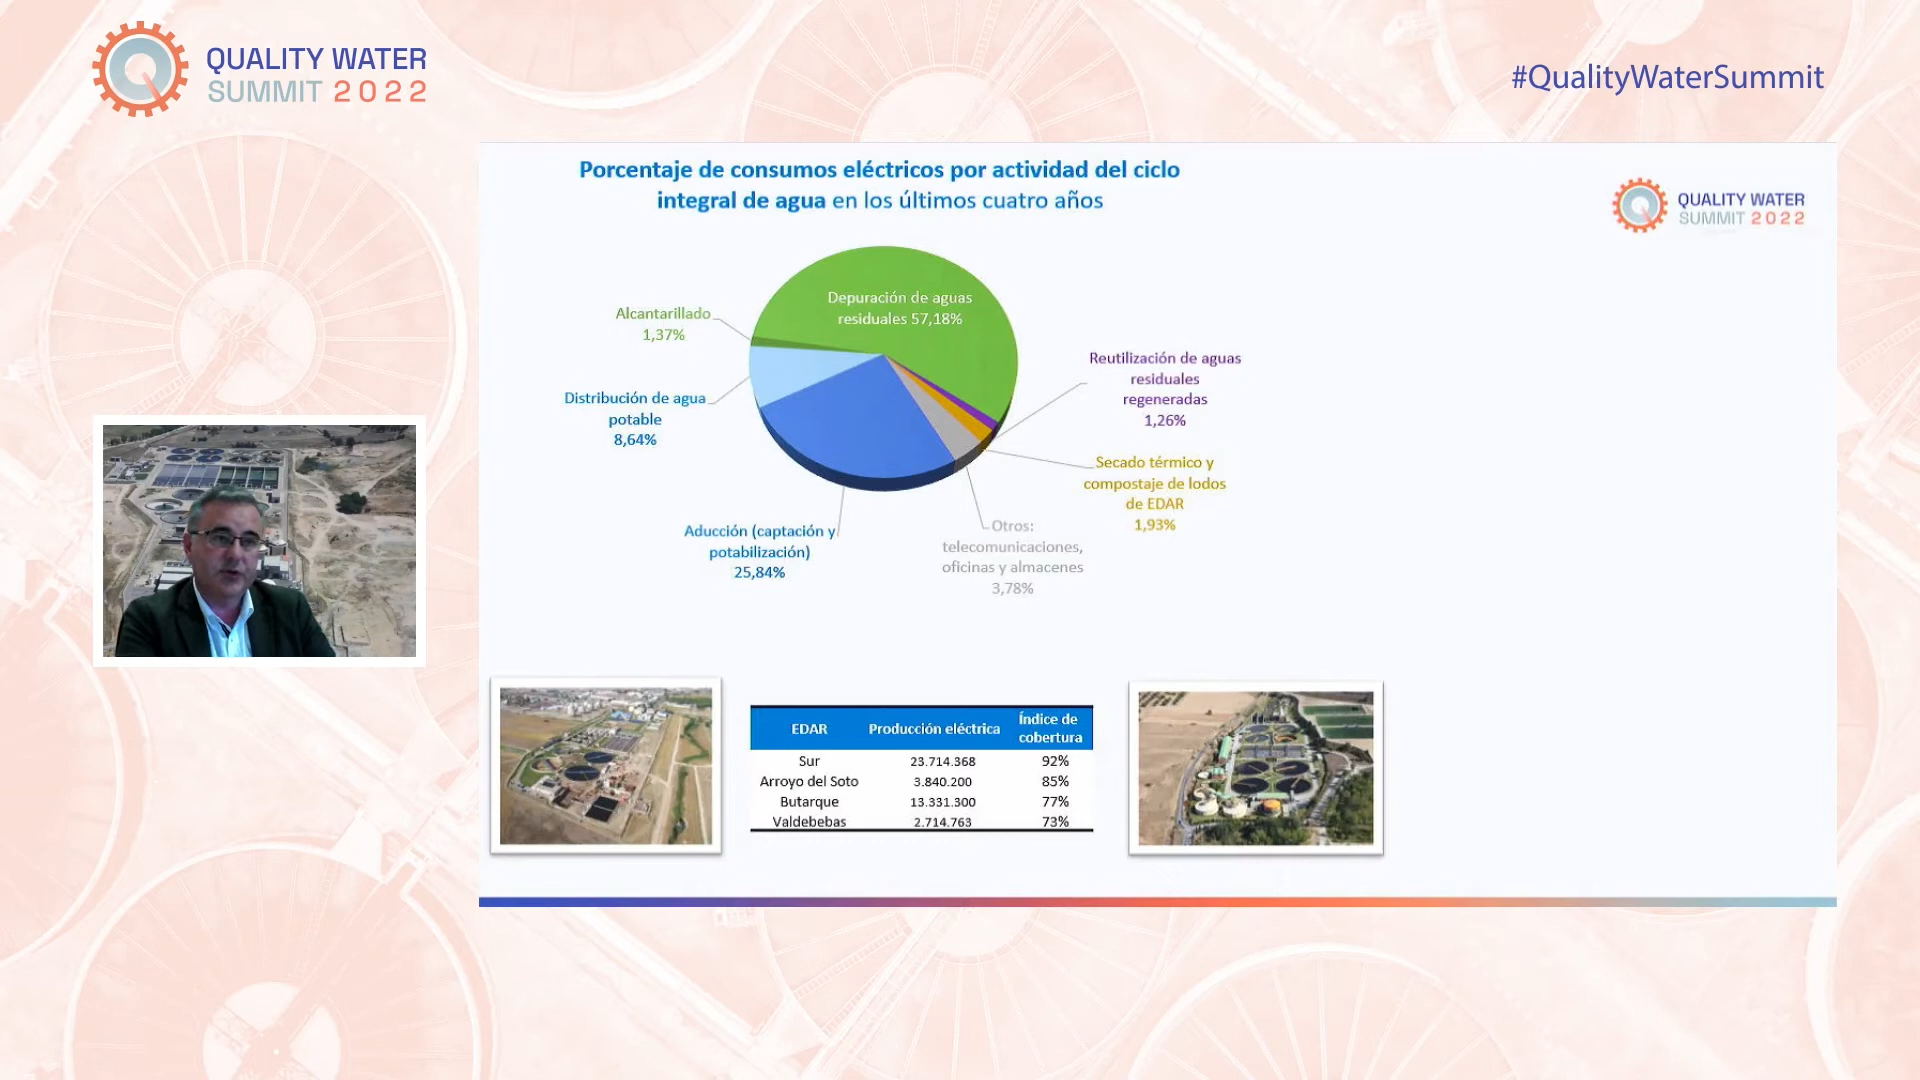 QUALITY WATER
SUMMIT 2022
#QualityWaterSummit
Porcentaje de consumos eléctricos por actividad del ciclo
integral de agua en los últimos cuatro años
QUALITY WATER
SUMMIT 2022
Depuración de aguas
residuales 57,18%
Alcantarillado
1,37%
Reutilización de aguas
residuales
regeneradas
1,26%
Distribución de agua
potable
8,64%
Secado térmico y
compostaje de lodos
de EDAR
1,93%
Aducción (captación y
potabilización)
25,84%
Otros:
telecomunicaciones,
oficinas y almacenes
3,78%
EDAR Producción eléctrica Índice de
cobertura
Sur 23.714.368 92%
Arroyo del Soto 3.840.200 85%
Butarque 13.331.300 77%
Valdebebas 2.714.763 73%